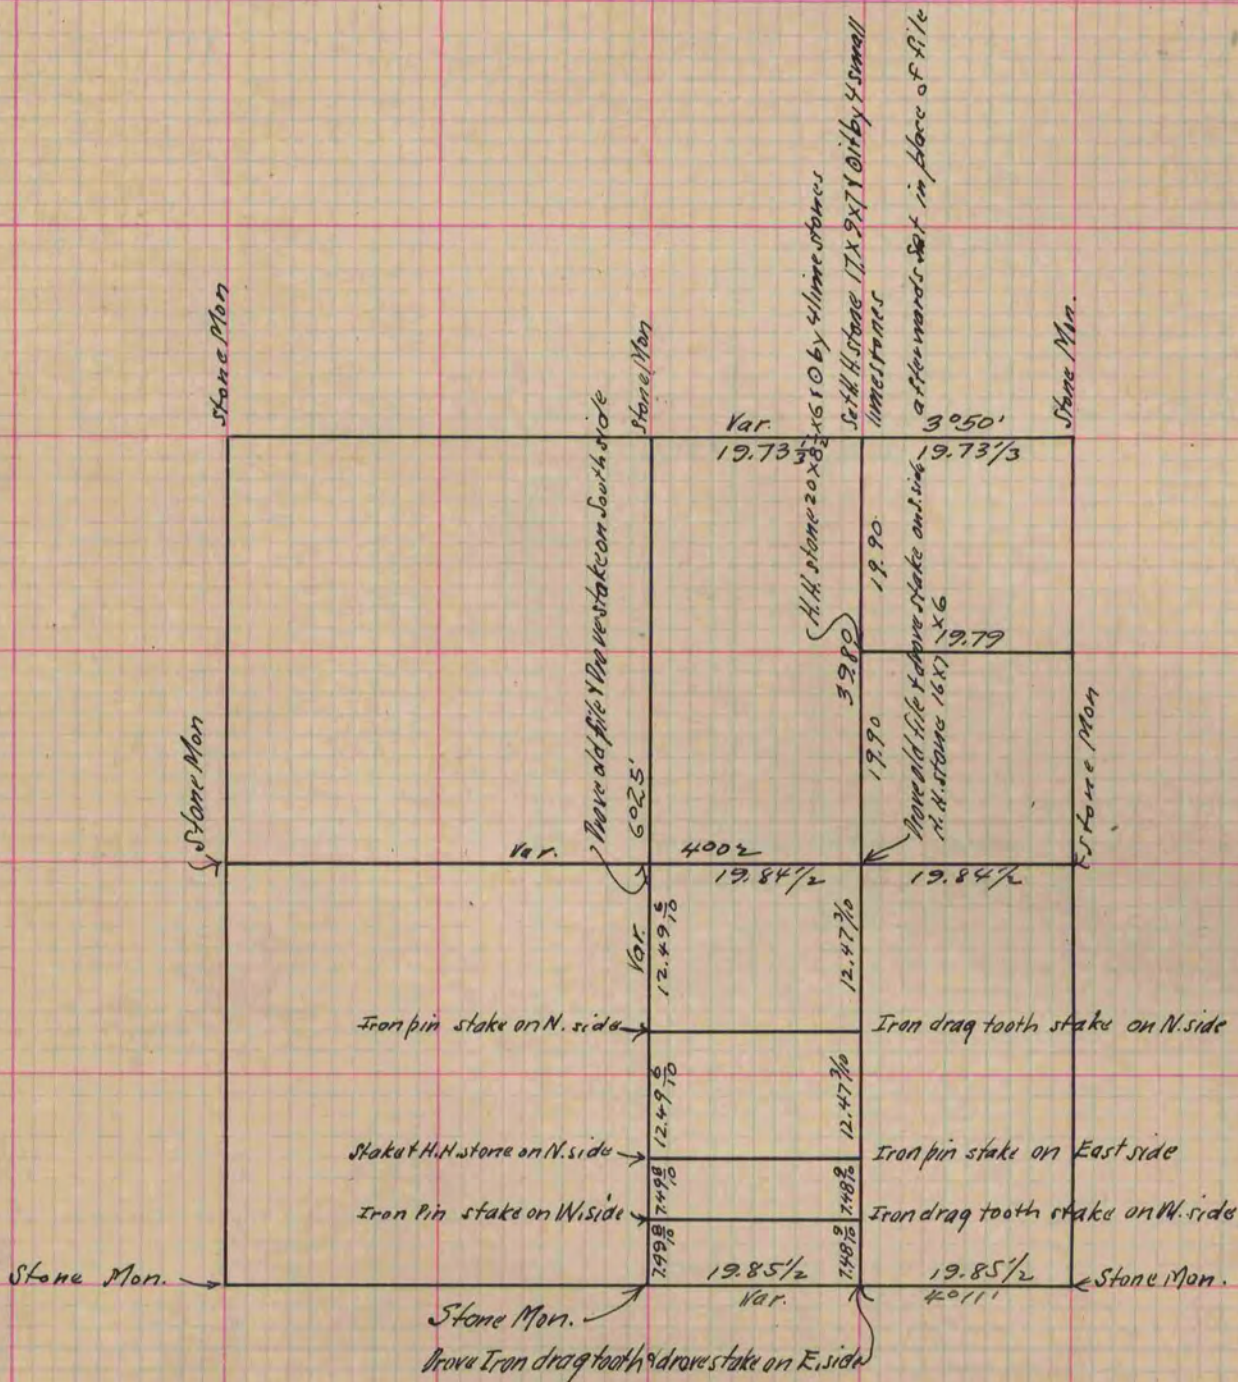 Stone Mon
Stone Mon
H.H. stone 20 x 8½ x 6 & by 4 limestones
Set H.H. stone 17 x 9 x 7 & by 4 small
limestones
afterwards Set in place of file
Stone Mon.
Var. 3°50'
19.73⅓ 19.73⅓
Drove old file & Drove stake on South side
19.90
39.80
19.79
19.90
Drove old file & drove stake on S. side
H.H. stone 16 x 7 x 6
Stone Mon
6°25'
Stone Mon
Var. 4°02
19.84½ 19.84½
Var.
12.49 6/10 12.47 3/10
Iron pin stake on N. side Iron drag tooth stake on N. side
12.49 6/10 12.47 3/10
Stake & H.H. stone on N. side Iron pin stake on East side
7.49 8/10 7.48 9/10
Iron Pin stake on W. side Iron drag tooth stake on W. side
7.49 8/10 7.48 9/10
Stone Mon. 19.85½ 19.85½ Stone Mon.
Var. 4°11'
Stone Mon.
Drove Iron drag tooth & drove stake on E. side